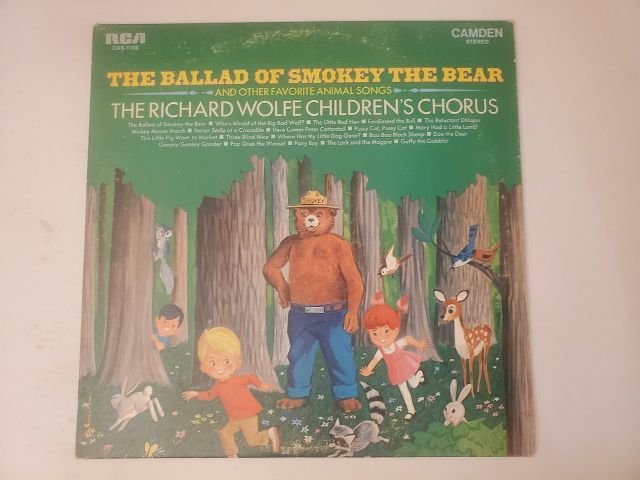 RCA
CAS-1106
CAMDEN
STEREO
THE BALLAD OF SMOKEY THE BEAR
AND OTHER FAVORITE ANIMAL SONGS
THE RICHARD WOLFE CHILDREN'S CHORUS
The Ballad of Smokey the Bear ■ Who's Afraid of the Big Bad Wolf? ■ The Little Red Hen ■ Ferdinand the Bull ■ The Reluctant Dragon
Mickey Mouse March ■ Never Smile at a Crocodile ■ Here Comes Peter Cottontail ■ Pussy Cat, Pussy Cat ■ Mary Had a Little Lamb
This Little Pig Went to Market ■ Three Blind Mice ■ Where Has My Little Dog Gone? ■ Baa Baa Black Sheep ■ Doe the Deer
Goosey Goosey Gander ■ Pop Goes the Weasel ■ Pony Boy ■ The Lark and the Magpie ■ Guffy the Gobbler
SMOKEY